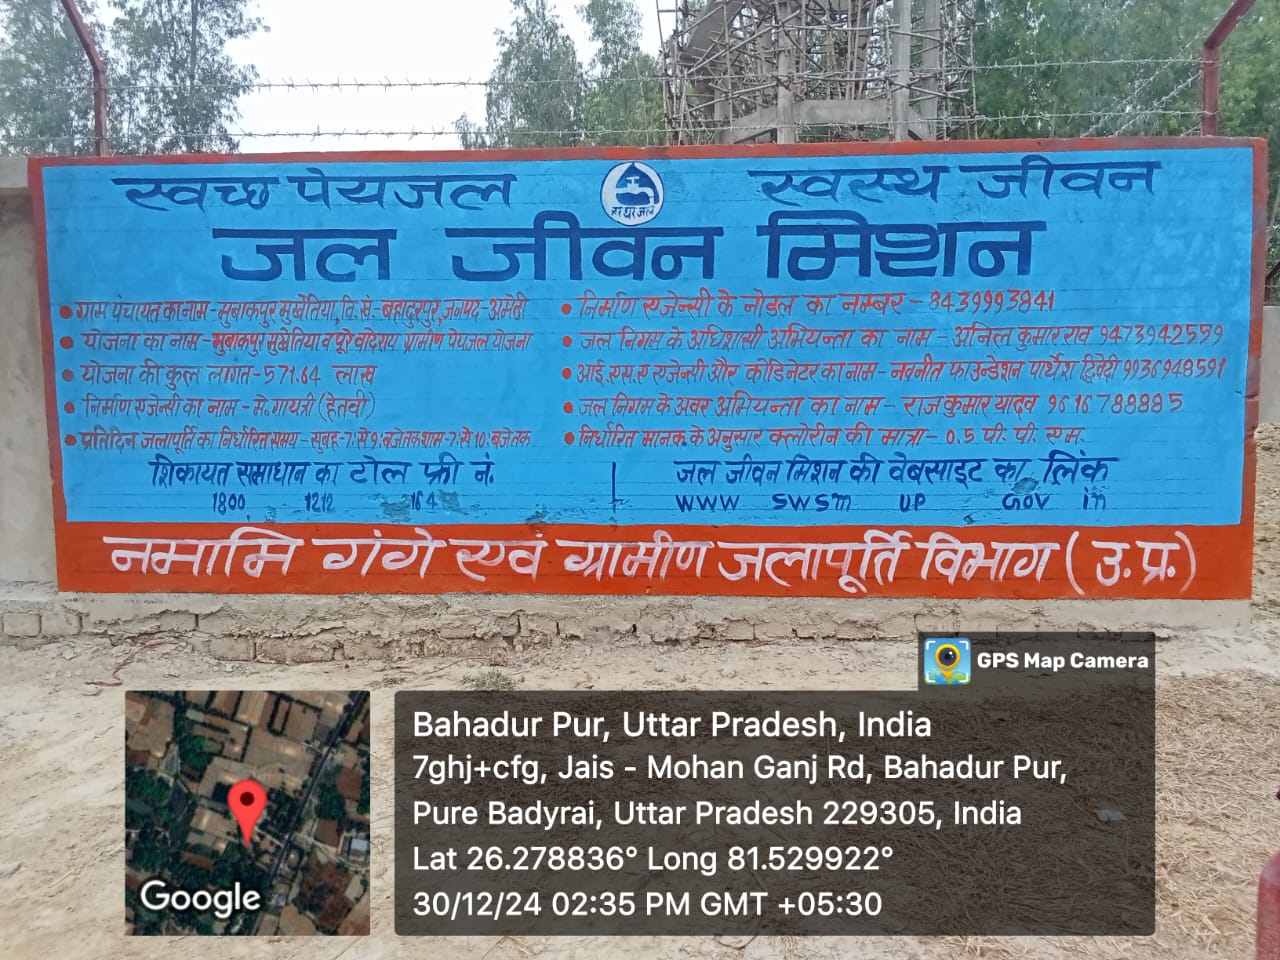 स्वच्छ पेयजल
हर घर जल
स्वस्थ जीवन
जल जीवन मिशन
• ग्राम पंचायत का नाम - मुबाकपुर मुखेतिया, वि. खं. - बहादुरपुर, जनपद - अमेठी
• योजना का नाम - मुबाकपुर मुखेतिया व पूरे वादेराय ग्रामीण पेयजल योजना
• योजना की कुल लागत - 571.64 लाख
• निर्माण एजेन्सी का नाम - मे. गायत्री (हेतवी)
• प्रतिदिन जलापूर्ति का निर्धारित समय - सुबह - 7 से 9 बजे तक शाम - 7 से 10 बजे तक
• निर्माण एजेन्सी के नोडल का नम्बर - 8439993841
• जल निगम के अधिशासी अभियन्ता का नाम - अनिल कुमार राव 9473942559
• आई. एस. ए एजेन्सी और कोडिनेटर का नाम - नवनीत फाउन्डेशन पार्थेश द्विवेदी 9936948591
• जल निगम के अवर अभियन्ता का नाम - राजकुमार यादव 9616788885
• निर्धारित मानक के अनुसार क्लोरीन की मात्रा - 0.5 पी. पी. एम.
शिकायत समाधान का टोल फ्री नं.
1800 1212 164
जल जीवन मिशन की वेबसाइट का लिंक
WWW SWSM UP GOV in
नमामि गंगे एवं ग्रामीण जलापूर्ति विभाग (उ. प्र.)
GPS Map Camera
Bahadur Pur, Uttar Pradesh, India
7ghj+cfg, Jais - Mohan Ganj Rd, Bahadur Pur,
Pure Badyrai, Uttar Pradesh 229305, India
Lat 26.278836° Long 81.529922°
30/12/24 02:35 PM GMT +05:30
Google